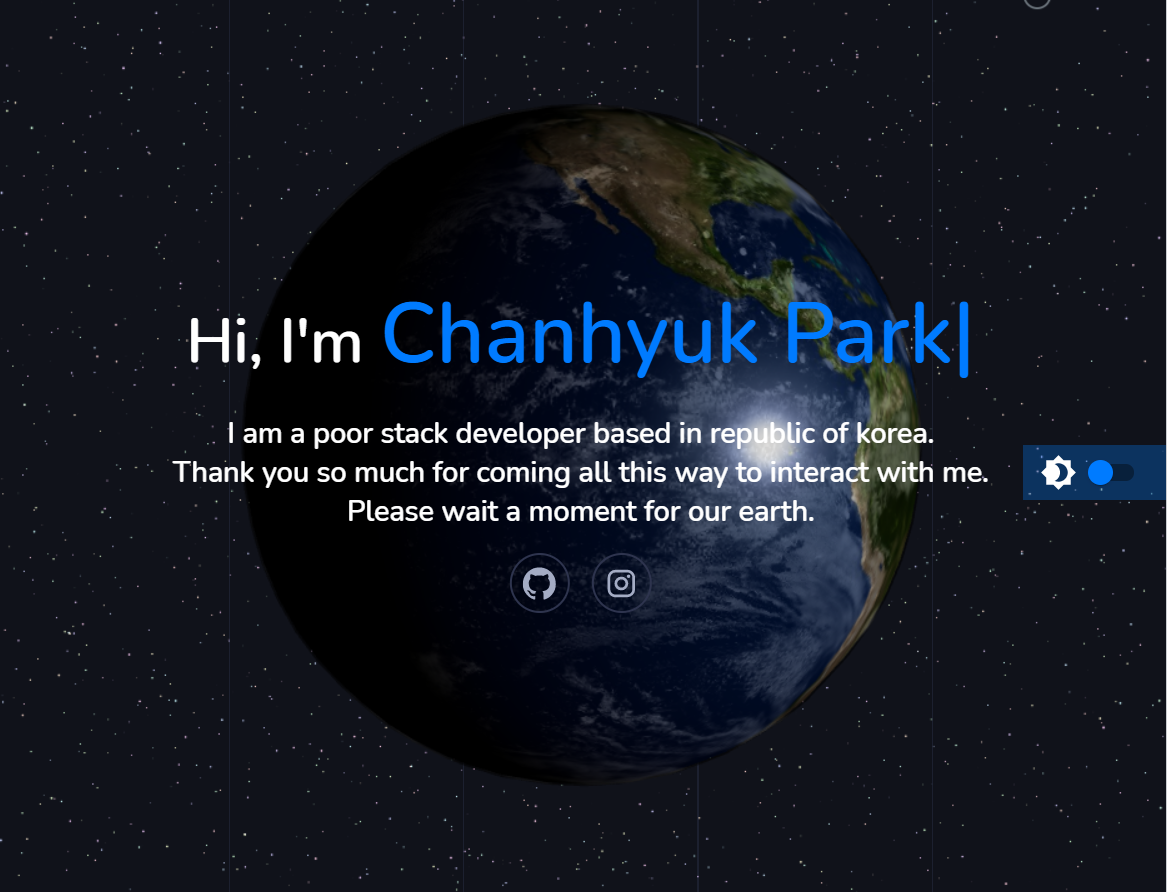 Hi, I'm Chanhyuk Park|
I am a poor stack developer based in republic of korea.
Thank you so much for coming all this way to interact with me.
Please wait a moment for our earth.